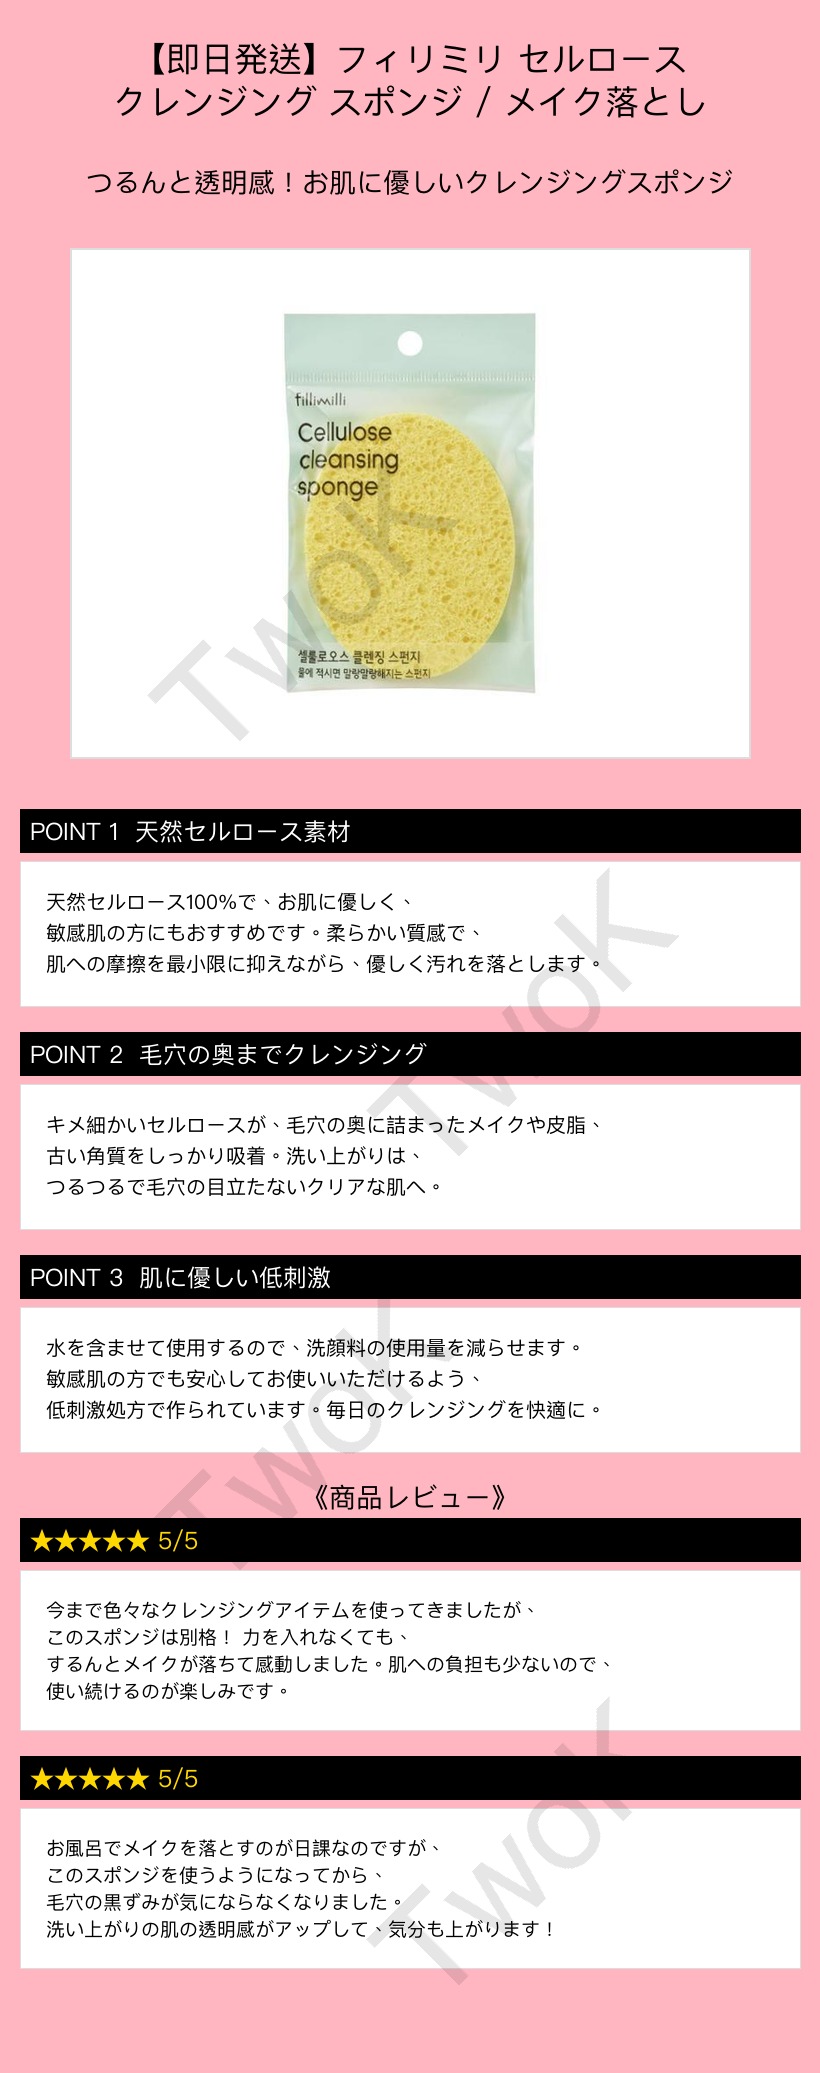 【即日発送】フィリミリ セルロース
クレンジング スポンジ / メイク落とし
つるんと透明感！お肌に優しいクレンジングスポンジ
fillimilli
Cellulose
cleansing
sponge
셀룰로오스 클렌징 스펀지
물에 적시면 말랑말랑해지는 스펀지
TwoK
POINT 1 天然セルロース素材
天然セルロース100%で、お肌に優しく、
敏感肌の方にもおすすめです。柔らかい質感で、
肌への摩擦を最小限に抑えながら、優しく汚れを落とします。
TwoK
POINT 2 毛穴の奥までクレンジング
キメ細かいセルロースが、毛穴の奥に詰まったメイクや皮脂、
古い角質をしっかり吸着。洗い上がりは、
つるつるで毛穴の目立たないクリアな肌へ。
POINT 3 肌に優しい低刺激
水を含ませて使用するので、洗顔料の使用量を減らせます。
敏感肌の方でも安心してお使いいただけるよう、
低刺激処方で作られています。毎日のクレンジングを快適に。
TwoK
《商品レビュー》
★★★★★ 5/5
今まで色々なクレンジングアイテムを使ってきましたが、
このスポンジは別格！ 力を入れなくても、
するんとメイクが落ちて感動しました。肌への負担も少ないので、
使い続けるのが楽しみです。
★★★★★ 5/5
お風呂でメイクを落とすのが日課なのですが、
このスポンジを使うようになってから、
毛穴の黒ずみが気にならなくなりました。
洗い上がりの肌の透明感がアップして、気分も上がります！
TwoK